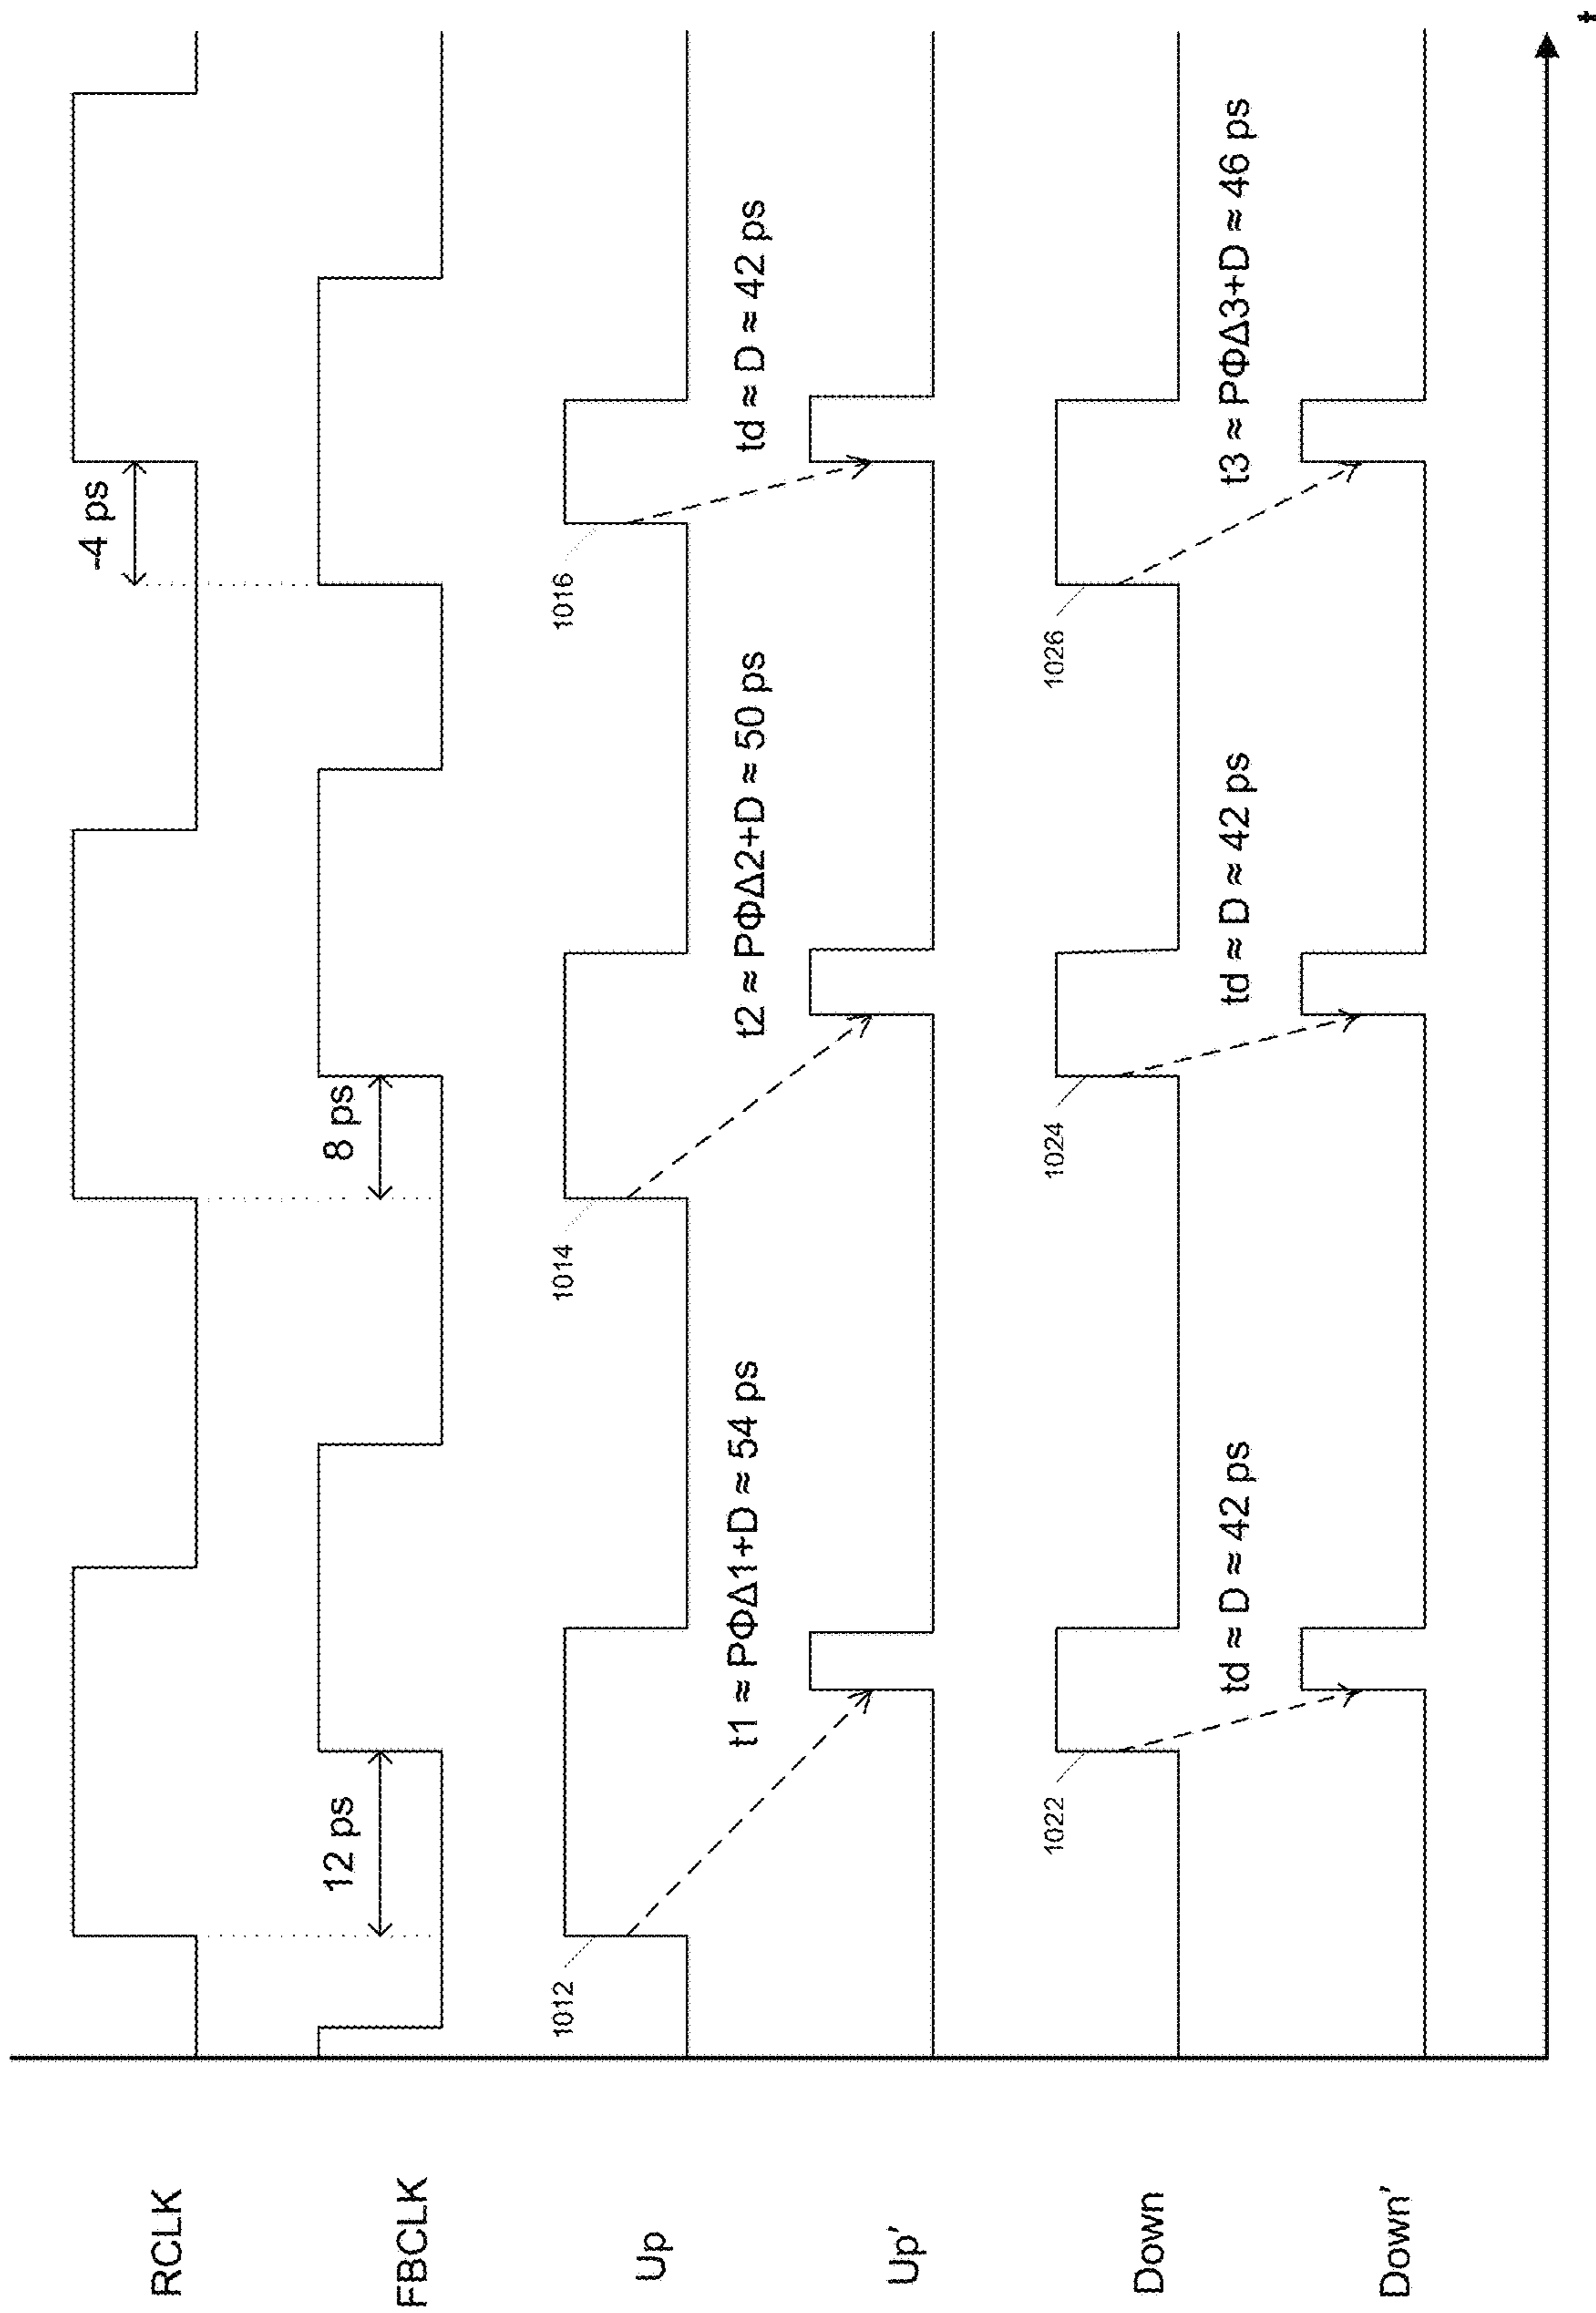 RCLK
-4 ps
FBCLK
12 ps
8 ps
Up
1012
1014
1016
t1 ≈ PΦΔ1+D ≈ 54 ps
t2 ≈ PΦΔ2+D ≈ 50 ps
td ≈ D ≈ 42 ps
Up'
Down
1022
1024
1026
td ≈ D ≈ 42 ps
td ≈ D ≈ 42 ps
t3 ≈ PΦΔ3+D ≈ 46 ps
Down'
t